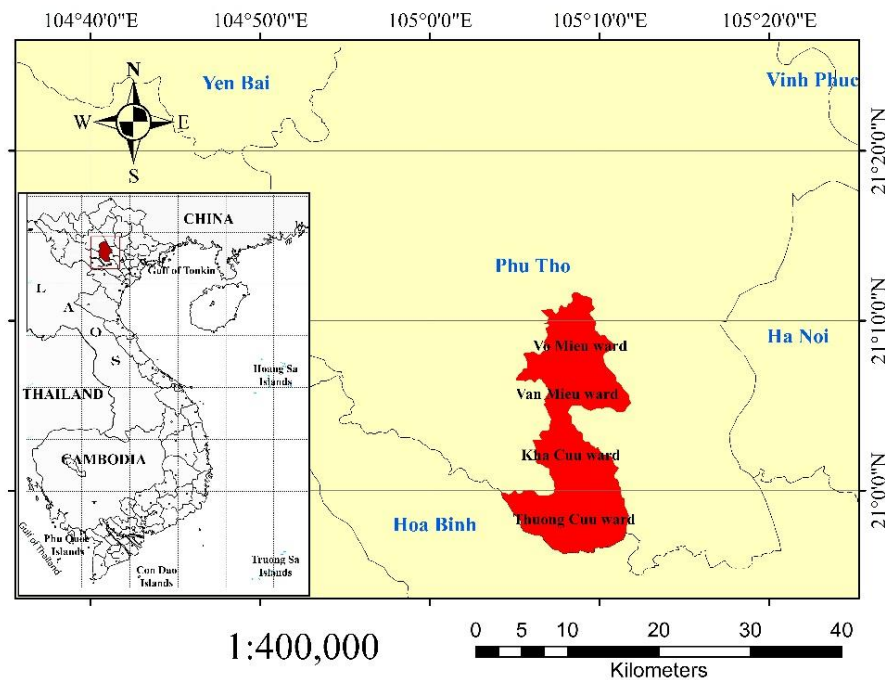 104°40'0"E 104°50'0"E 105°0'0"E 105°10'0"E 105°20'0"E
Yen Bai
Vinh Phuc
N
W E
S
21°20'0"N
CHINA
Gulf of Tonkin
L
A
O
S
Hoang Sa
Islands
THAILAND
CAMBODIA
Gulf of Thailand
Phu Quoc
Islands
Con Dao
Islands
Truong Sa
Islands
Phu Tho
21°10'0"N
Ha Noi
Vo Mieu ward
Van Mieu ward
Kha Cuu ward
21°0'0"N
Thuong Cuu ward
Hoa Binh
1:400,000
0 5 10 20 30 40
Kilometers